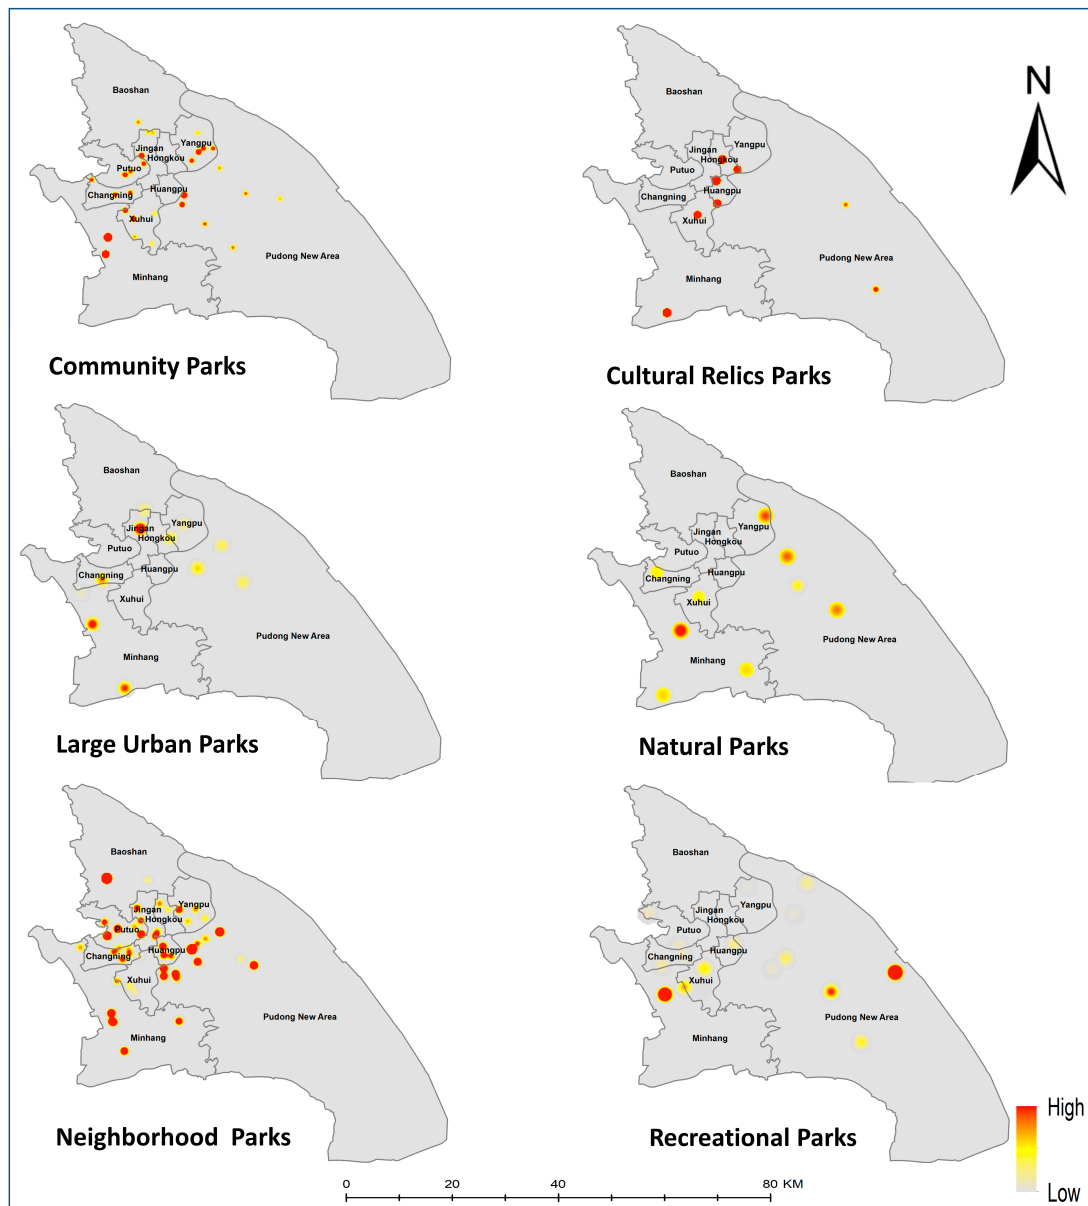 Baoshan
Yangpu
Jingan
Hongkou
Putuo
Huangpu
Changning
Xuhui
Pudong New Area
Minhang
Community Parks
Baoshan
Yangpu
Jingan
Hongkou
Putuo
Huangpu
Changning
Xuhui
Pudong New Area
Minhang
Cultural Relics Parks
N
Baoshan
Yangpu
Jingan
Hongkou
Putuo
Huangpu
Changning
Xuhui
Pudong New Area
Minhang
Large Urban Parks
Baoshan
Yangpu
Jingan
Hongkou
Putuo
Huangpu
Changning
Xuhui
Pudong New Area
Minhang
Natural Parks
Baoshan
Yangpu
Jingan
Hongkou
Putuo
Huangpu
Changning
Xuhui
Pudong New Area
Minhang
Neighborhood Parks
Baoshan
Yangpu
Jingan
Hongkou
Putuo
Huangpu
Changning
Xuhui
Pudong New Area
Minhang
Recreational Parks
High
Low
0 20 40 80 KM